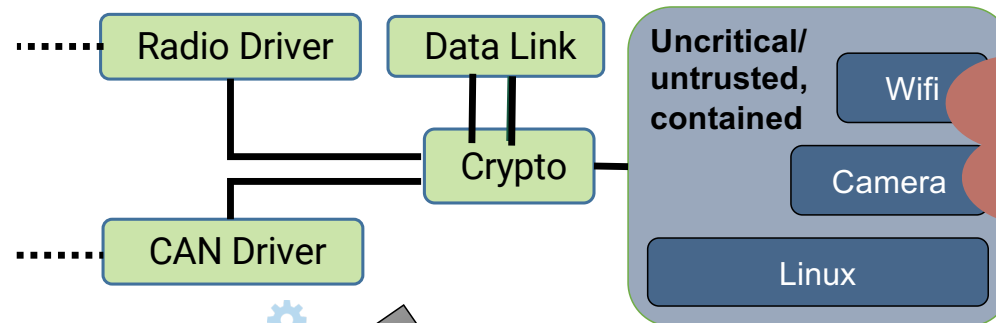 Radio Driver
Data Link
Uncritical/
untrusted,
contained
Wifi
Crypto
Camera
CAN Driver
Linux